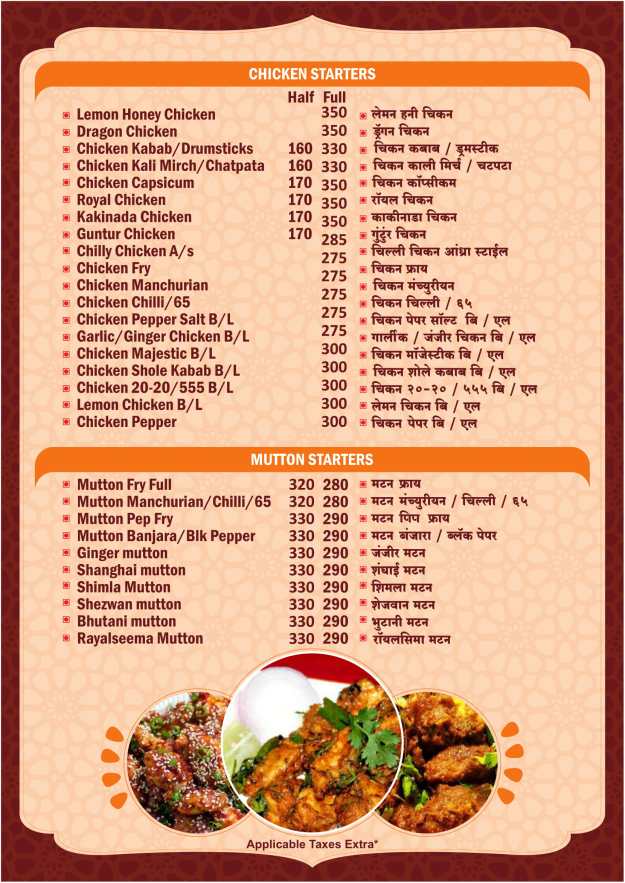 CHICKEN STARTERS
Half Full
Lemon Honey Chicken 350 लेमन हनी चिकन
Dragon Chicken 350 ड्रॅगन चिकन
Chicken Kabab/Drumsticks 160 330 चिकन कबाब / ड्रमस्टीक
Chicken Kali Mirch/Chatpata 160 330 चिकन काली मिर्च / चटपटा
Chicken Capsicum 170 350 चिकन कॉप्सीकम
Royal Chicken 170 350 रॉयल चिकन
Kakinada Chicken 170 350 काकीनाडा चिकन
Guntur Chicken 170 285 गुंटुंर चिकन
Chilly Chicken A/s 275 चिल्ली चिकन आंध्रा स्टाईल
Chicken Fry 275 चिकन फ्राय
Chicken Manchurian 275 चिकन मंच्युरीयन
Chicken Chilli/65 चिकन चिल्ली / ६५
Chicken Pepper Salt B/L 275 चिकन पेपर सॉल्ट बि / एल
Garlic/Ginger Chicken B/L 275 गार्लीक / जंजीर चिकन बि / एल
Chicken Majestic B/L 300 चिकन मॉजेस्टीक बि / एल
Chicken Shole Kabab B/L 300 चिकन शोले कबाब बि / एल
Chicken 20-20/555 B/L 300 चिकन २०-२० / ५५५ बि / एल
Lemon Chicken B/L 300 लेमन चिकन बि / एल
Chicken Pepper 300 चिकन पेपर बि / एल
MUTTON STARTERS
Mutton Fry Full 320 280 मटन फ्राय
Mutton Manchurian/Chilli/65 320 280 मटन मंच्युरीयन / चिल्ली / ६५
Mutton Pep Fry 330 290 मटन पिप फ्राय
Mutton Banjara/Blk Pepper 330 290 मटन बंजारा / ब्लॅक पेपर
Ginger mutton 330 290 जंजीर मटन
Shanghai mutton 330 290 शंघाई मटन
Shimla Mutton 330 290 शिमला मटन
Shezwan mutton 330 290 शेजवान मटन
Bhutani mutton 330 290 भुटानी मटन
Rayalseema Mutton 330 290 रॉयलसिमा मटन
Applicable Taxes Extra*